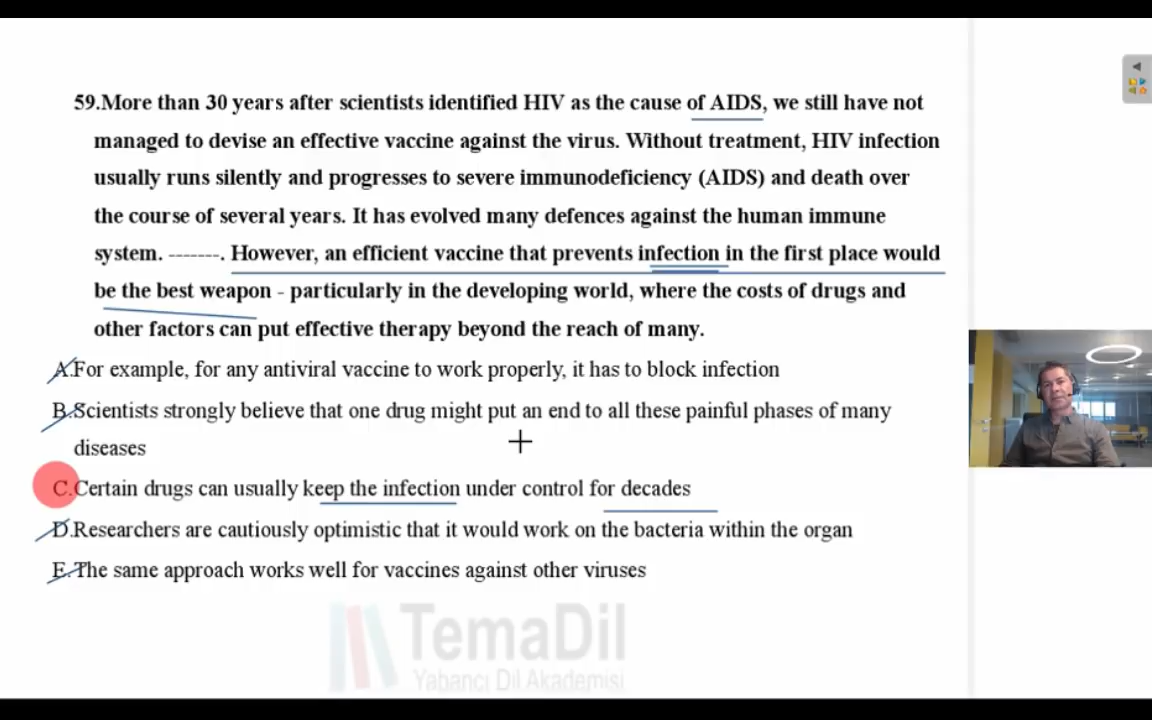 59.More than 30 years after scientists identified HIV as the cause of AIDS, we still have not
managed to devise an effective vaccine against the virus. Without treatment, HIV infection
usually runs silently and progresses to severe immunodeficiency (AIDS) and death over
the course of several years. It has evolved many defences against the human immune
system. -------. However, an efficient vaccine that prevents infection in the first place would
be the best weapon - particularly in the developing world, where the costs of drugs and
other factors can put effective therapy beyond the reach of many.
A.For example, for any antiviral vaccine to work properly, it has to block infection
B.Scientists strongly believe that one drug might put an end to all these painful phases of many
diseases
C.Certain drugs can usually keep the infection under control for decades
D.Researchers are cautiously optimistic that it would work on the bacteria within the organ
E.The same approach works well for vaccines against other viruses
TemaDil
Yabancı Dil Akademisi